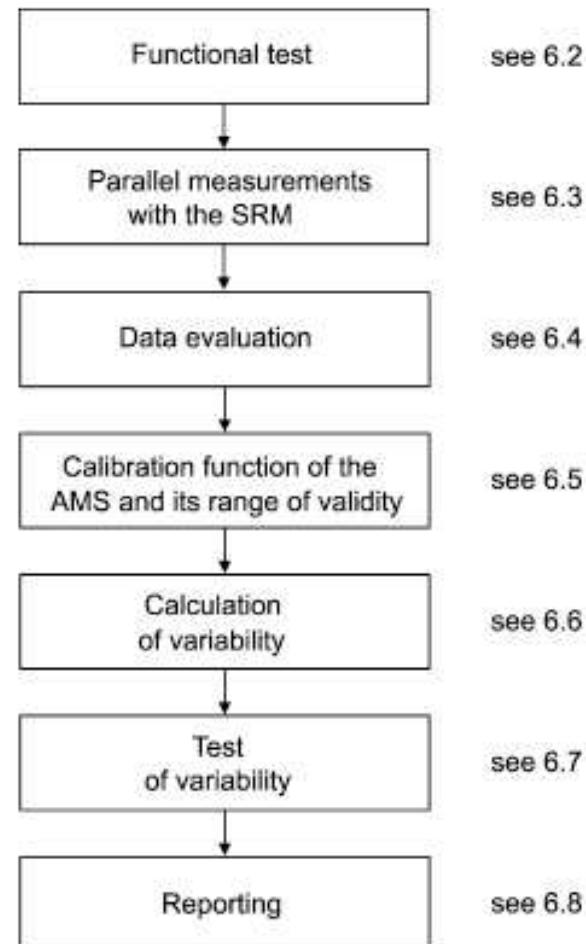 Functional test see 6.2
Parallel measurements
with the SRM see 6.3
Data evaluation see 6.4
Calibration function of the
AMS and its range of validity see 6.5
Calculation
of variability see 6.6
Test
of variability see 6.7
Reporting see 6.8